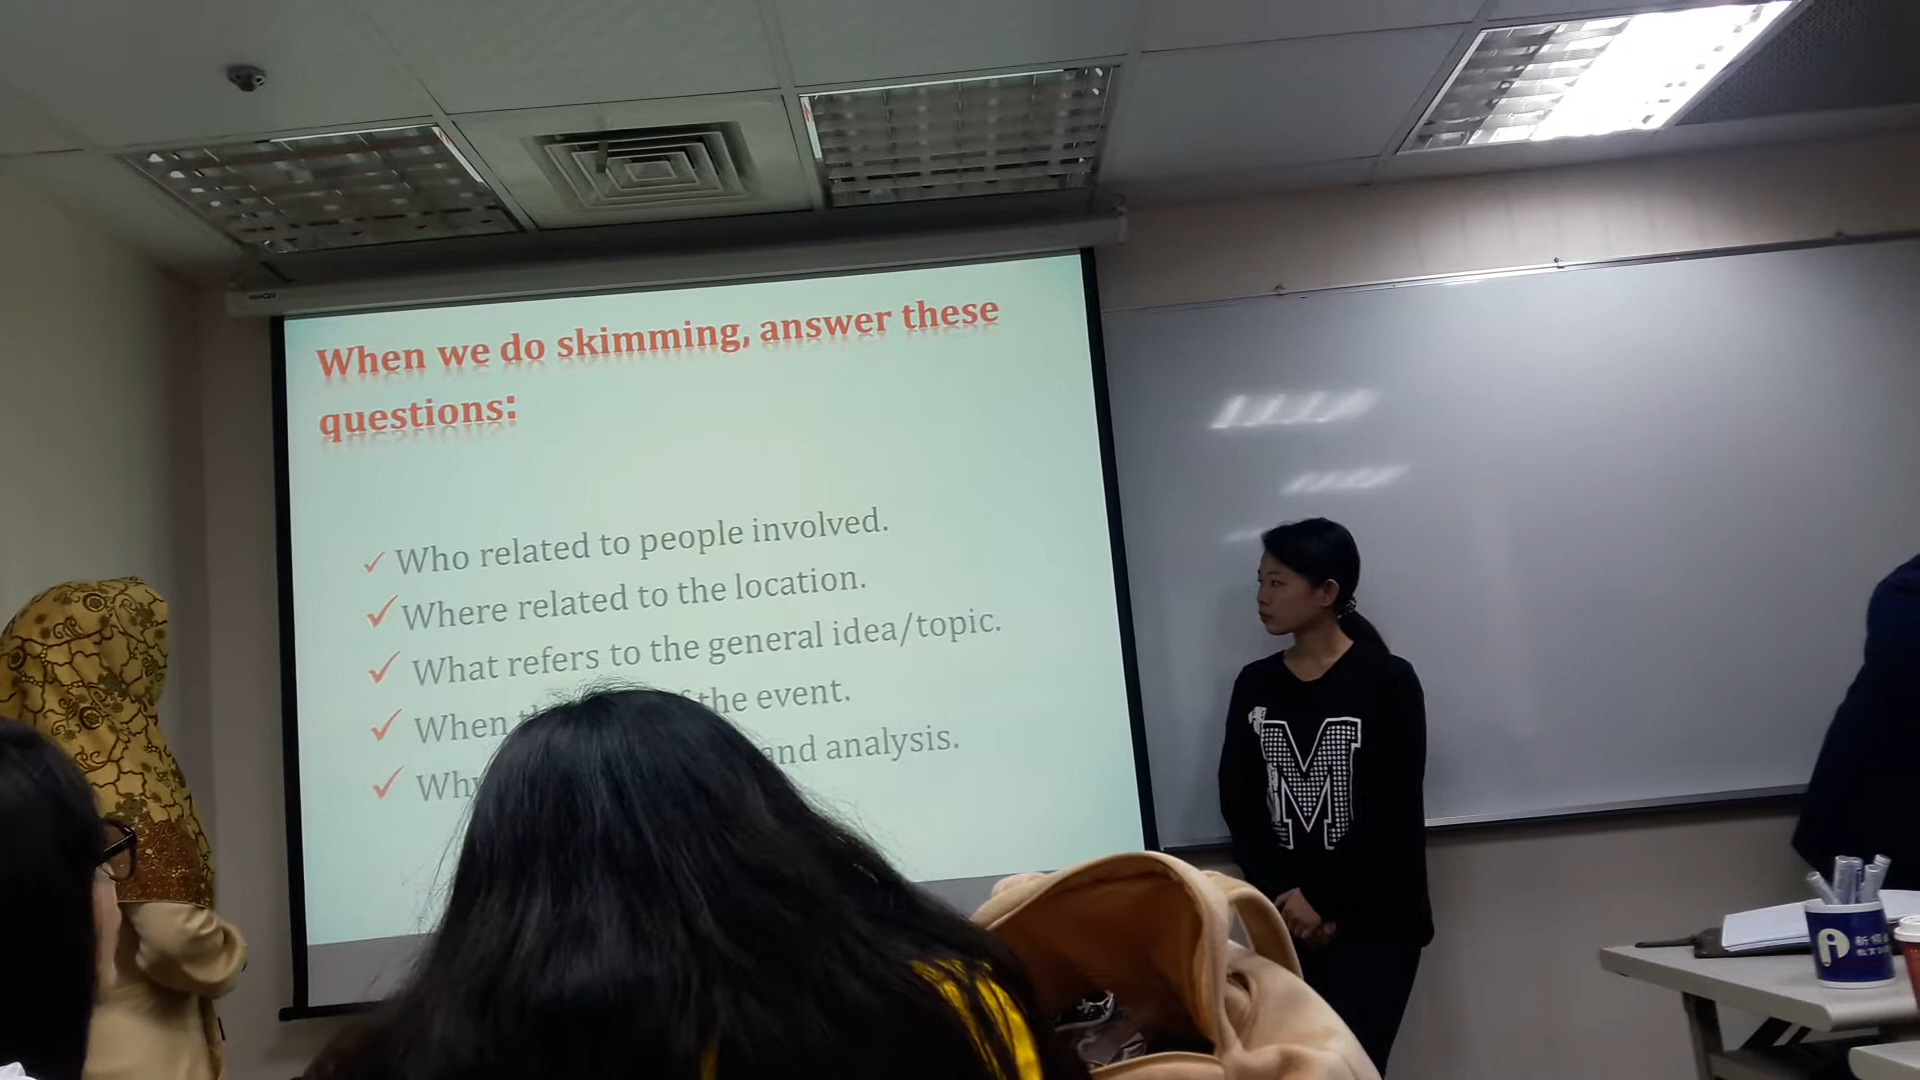 When we do skimming, answer these
questions:
✓ Who related to people involved.
✓ Where related to the location.
✓ What refers to the general idea/topic.
✓ When the event.
✓ Why and analysis.
M